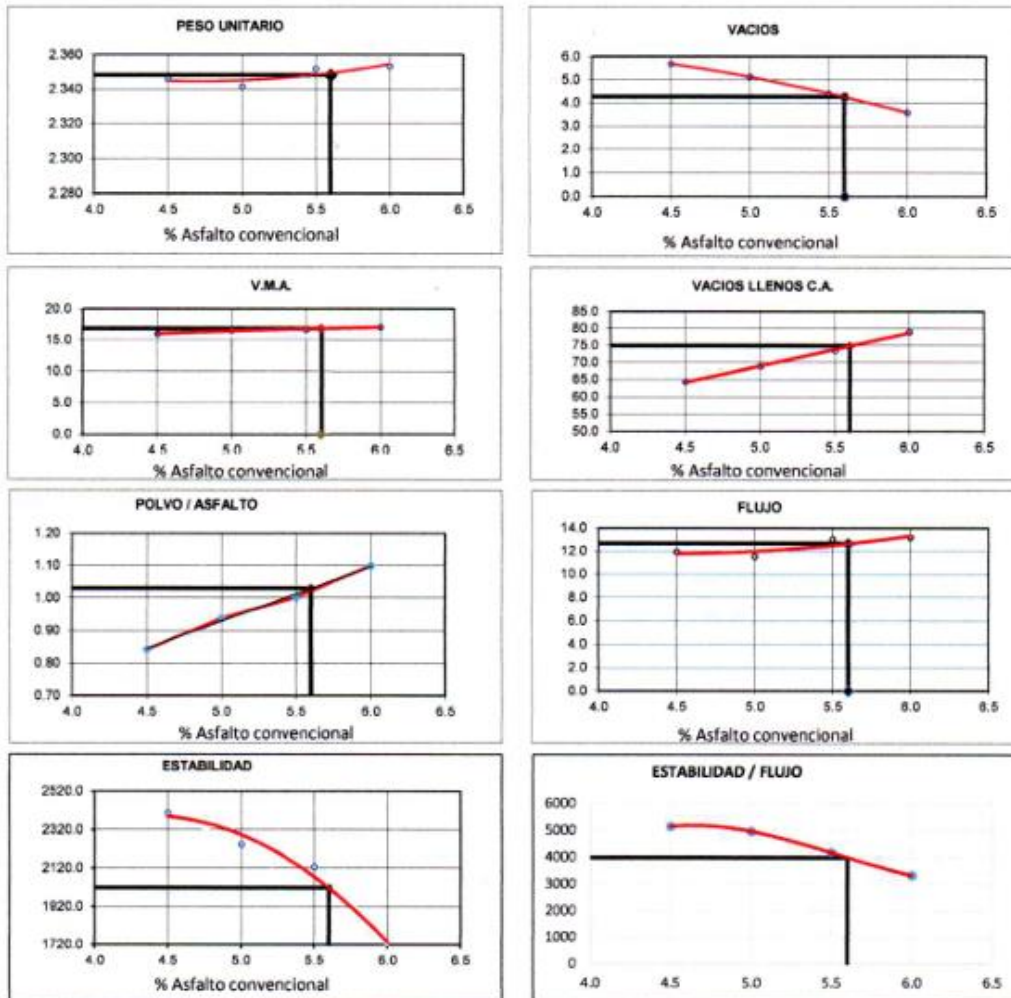 PESO UNITARIO
2.360
2.340
2.320
2.300
2.280
4.0 4.5 5.0 5.5 6.0 6.5
% Asfalto convencional
VACIOS
6.0
5.0
4.0
3.0
2.0
1.0
0.0
4.0 4.5 5.0 5.5 6.0 6.5
% Asfalto convencional
V.M.A.
20.0
15.0
10.0
5.0
0.0
4.0 4.5 5.0 5.5 6.0 6.5
% Asfalto convencional
VACIOS LLENOS C.A.
85.0
80.0
75.0
70.0
65.0
60.0
55.0
50.0
4.0 4.5 5.0 5.5 6.0 6.5
% Asfalto convencional
POLVO / ASFALTO
1.20
1.10
1.00
0.90
0.80
0.70
4.0 4.5 5.0 5.5 6.0 6.5
% Asfalto convencional
FLUJO
14.0
12.0
10.0
8.0
6.0
4.0
2.0
0.0
4.0 4.5 5.0 5.5 6.0 6.5
% Asfalto convencional
ESTABILIDAD
2520.0
2320.0
2120.0
1920.0
1720.0
4.0 4.5 5.0 5.5 6.0 6.5
ESTABILIDAD / FLUJO
6000
5000
4000
3000
2000
1000
0
4.0 4.5 5.0 5.5 6.0 6.5